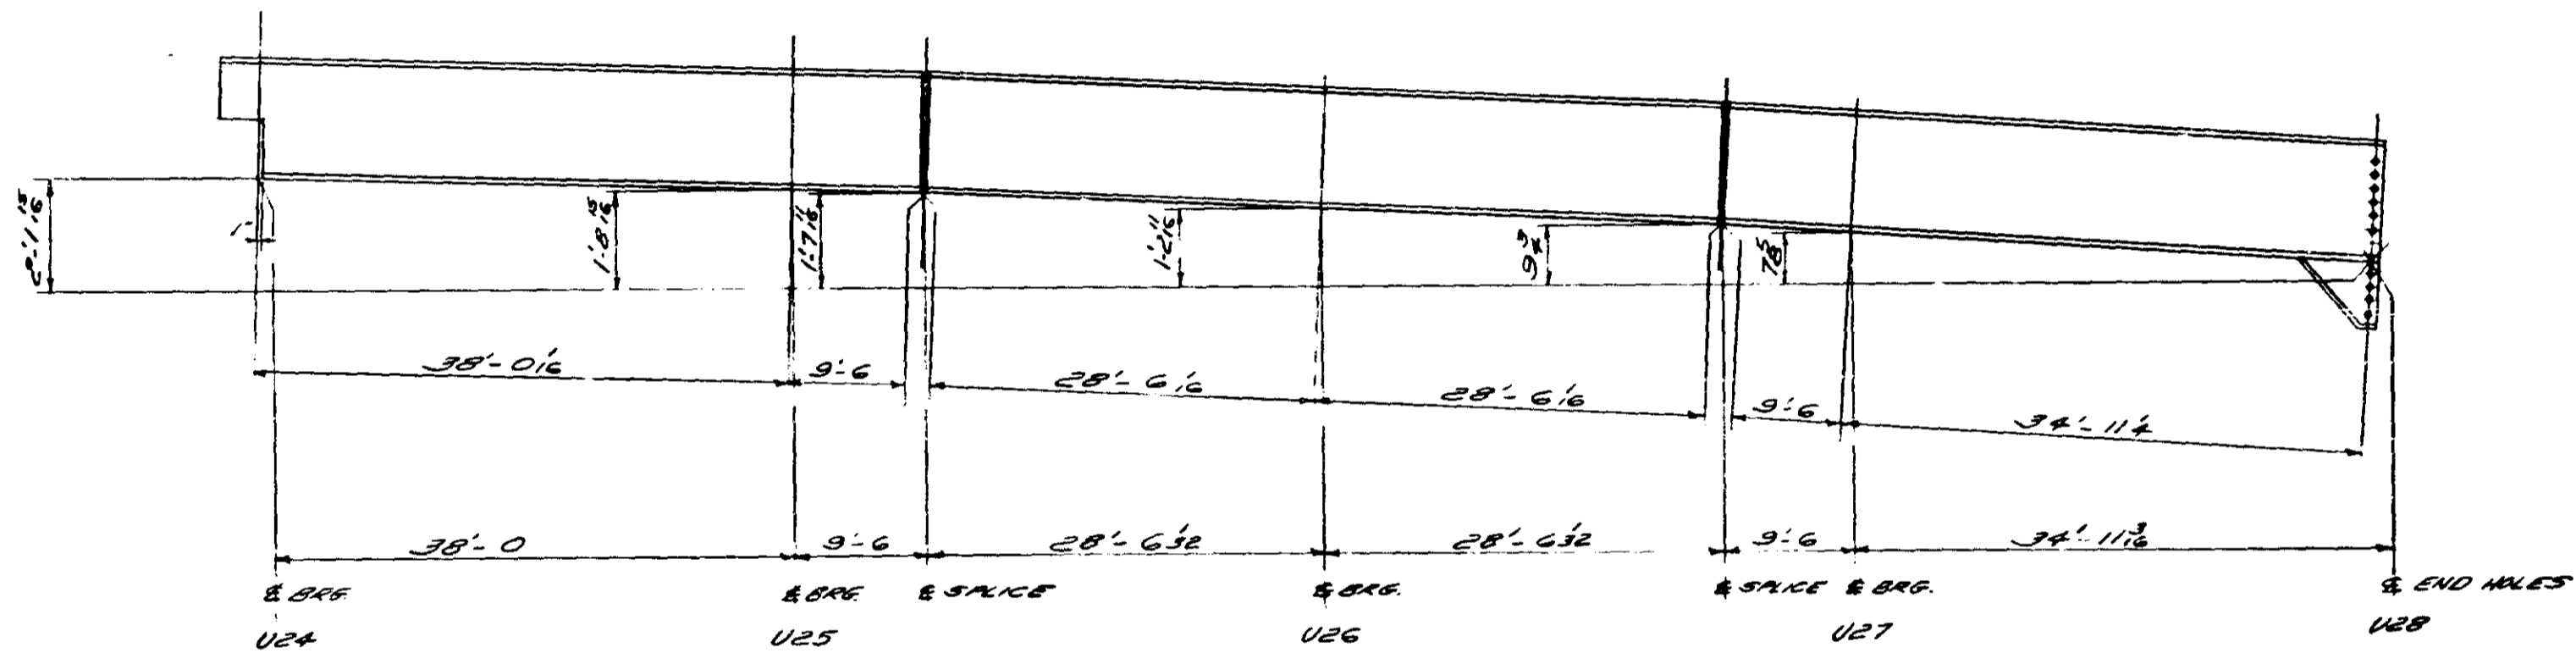 2'-1 15/16
1"
1'-8 15/16
1'-7 11/16
1'-2 11/16
9 3/4
7 5/8
38'-0 1/16
9'-6
28'-6 1/16
28'-6 1/16
9'-6
34'-11 1/4
38'-0
9'-6
28'-6 1/32
28'-6 1/32
9'-6
34'-11 3/16
℄ BRG.
℄ BRG.
℄ SPLICE
℄ BRG.
℄ SPLICE
℄ BRG.
℄ END HOLES
U24
U25
U26
U27
U28